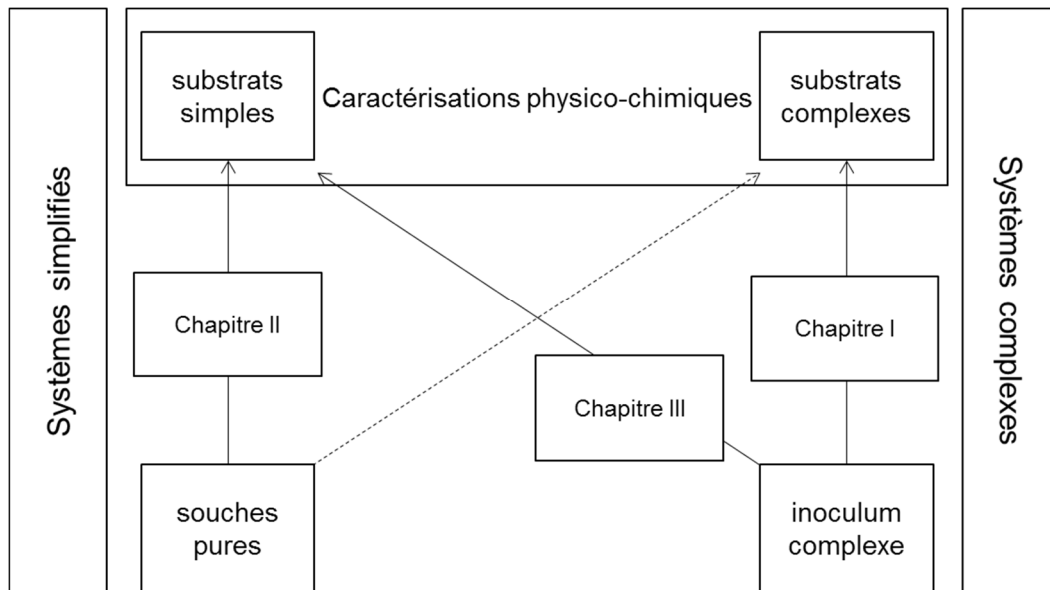 Systèmes simplifiés
substrats
simples
Caractérisations physico-chimiques
substrats
complexes
Systèmes complexes
Chapitre II
Chapitre I
Chapitre III
souches
pures
inoculum
complexe